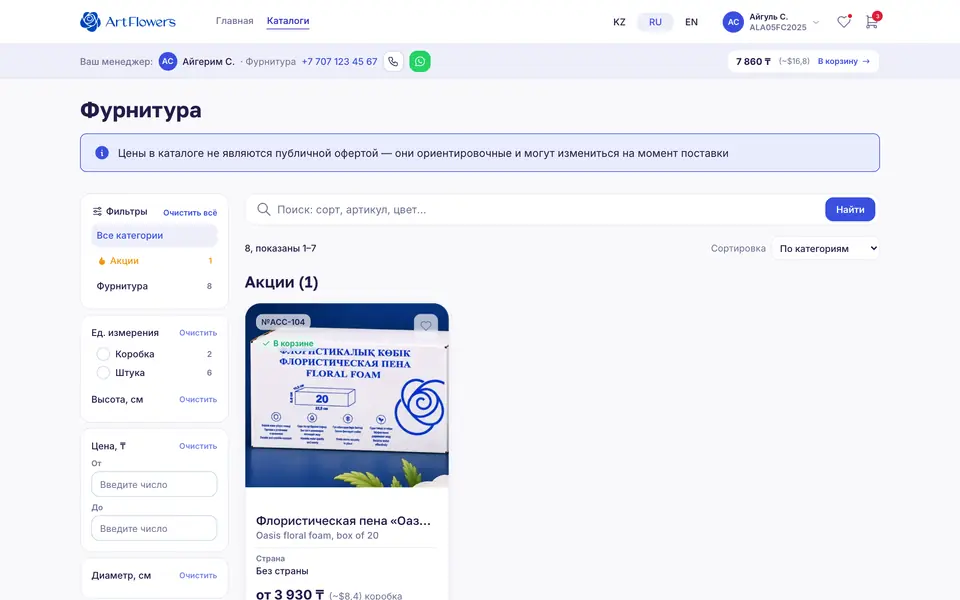 ArtFlowers
Главная
Каталоги
KZ
RU
EN
AC
Айгуль С.
ALA05FC2025
3
Ваш менеджер:
AC
Айгерим С.
· Фурнитура
+7 707 123 45 67
7 860 ₸
(~$16,8)
В корзину →
Фурнитура
Цены в каталоге не являются публичной офертой — они ориентировочные и могут измениться на момент поставки
Фильтры
Очистить всё
Все категории
Акции
1
Фурнитура
8
Ед. измерения
Очистить
Коробка
2
Штука
6
Высота, см
Очистить
Цена, ₸
Очистить
От
Введите число
До
Введите число
Диаметр, см
Очистить
Поиск: сорт, артикул, цвет...
Найти
8, показаны 1–7
Сортировка
По категориям
Акции (1)
№ACC-104
В корзине
ФЛОРИСТИКАЛЫҚ КӨБІК
ФЛОРИСТИЧЕСКАЯ ПЕНА
FLORAL FOAM
20
Флористическая пена «Оаз...
Oasis floral foam, box of 20
Страна
Без страны
от 3 930 ₸
(~$8,4)
коробка